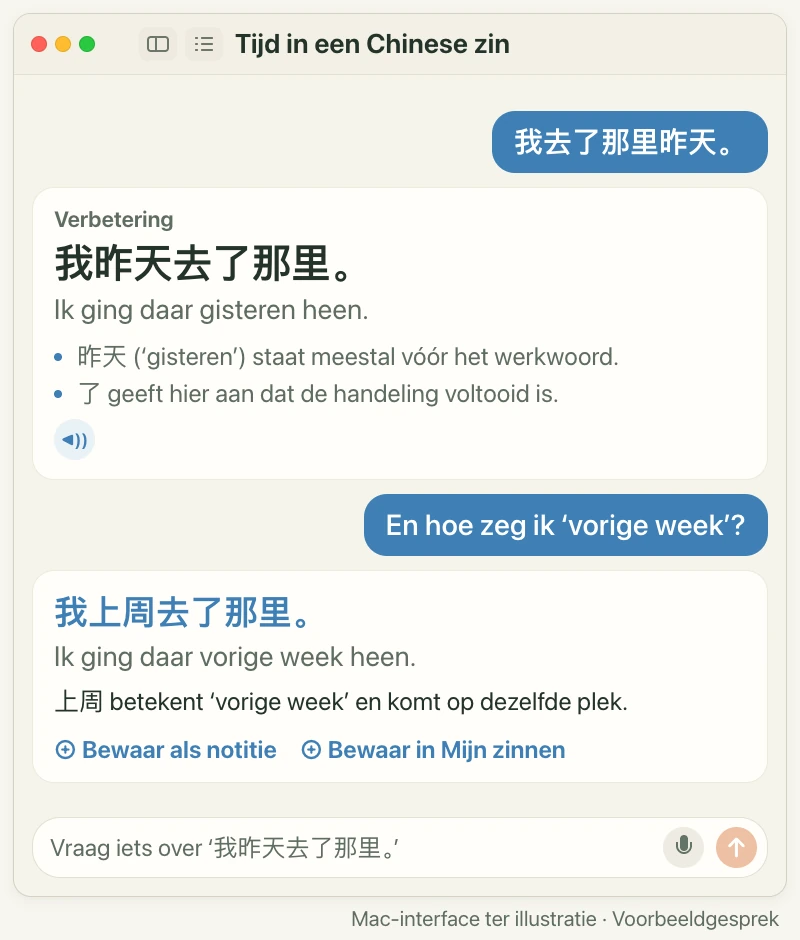 Tijd in een Chinese zin
我去了那里昨天。
Verbetering
我昨天去了那里。
Ik ging daar gisteren heen.
• 昨天 (‘gisteren’) staat meestal vóór het werkwoord.
• 了 geeft hier aan dat de handeling voltooid is.
En hoe zeg ik ‘vorige week’?
我上周去了那里。
Ik ging daar vorige week heen.
上周 betekent ‘vorige week’ en komt op dezelfde plek.
Bewaar als notitie
Bewaar in Mijn zinnen
Vraag iets over ‘我昨天去了那里。’
Mac-interface ter illustratie · Voorbeeldgesprek